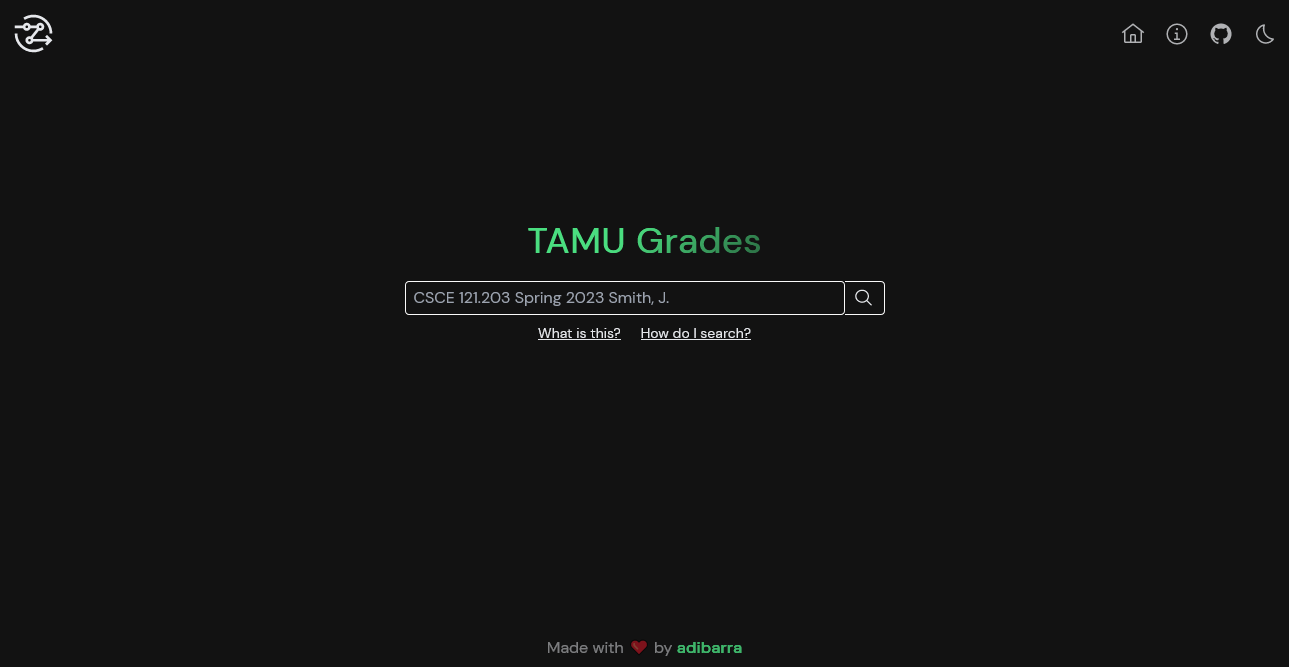 TAMU Grades
CSCE 121.203 Spring 2023 Smith, J.
What is this? How do I search?
Made with ❤️ by adibarra